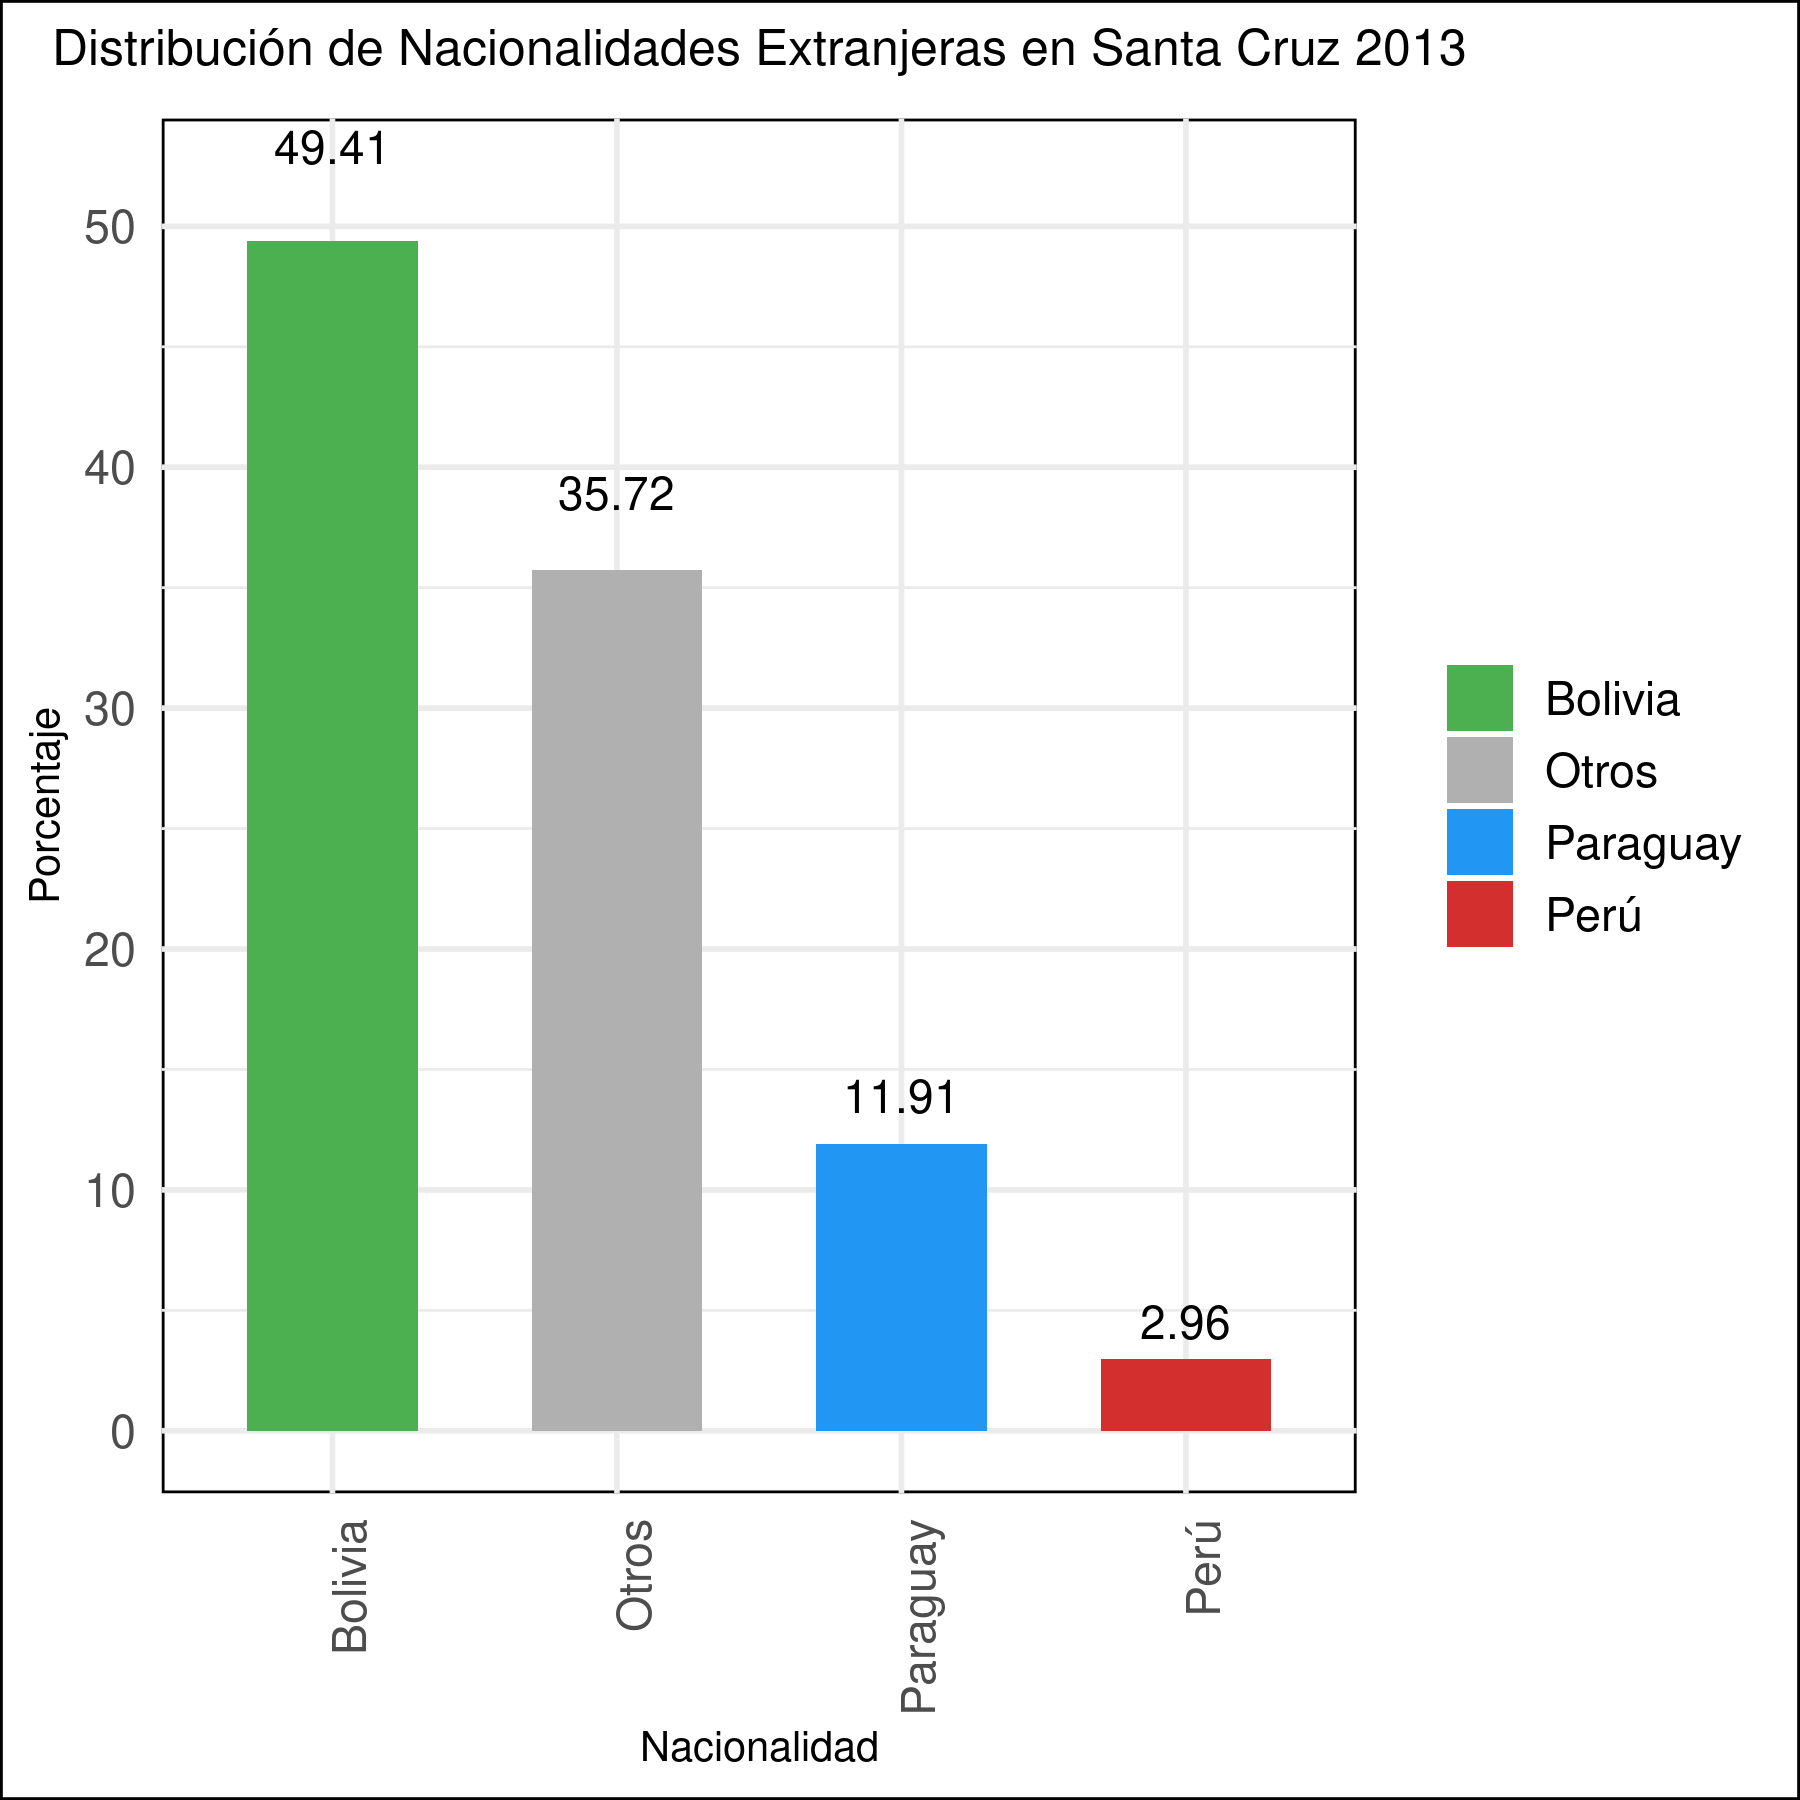 Distribución de Nacionalidades Extranjeras en Santa Cruz 2013
Porcentaje
50
40
30
20
10
0
49.41
35.72
11.91
2.96
Bolivia
Otros
Paraguay
Perú
Nacionalidad
Bolivia
Otros
Paraguay
Perú